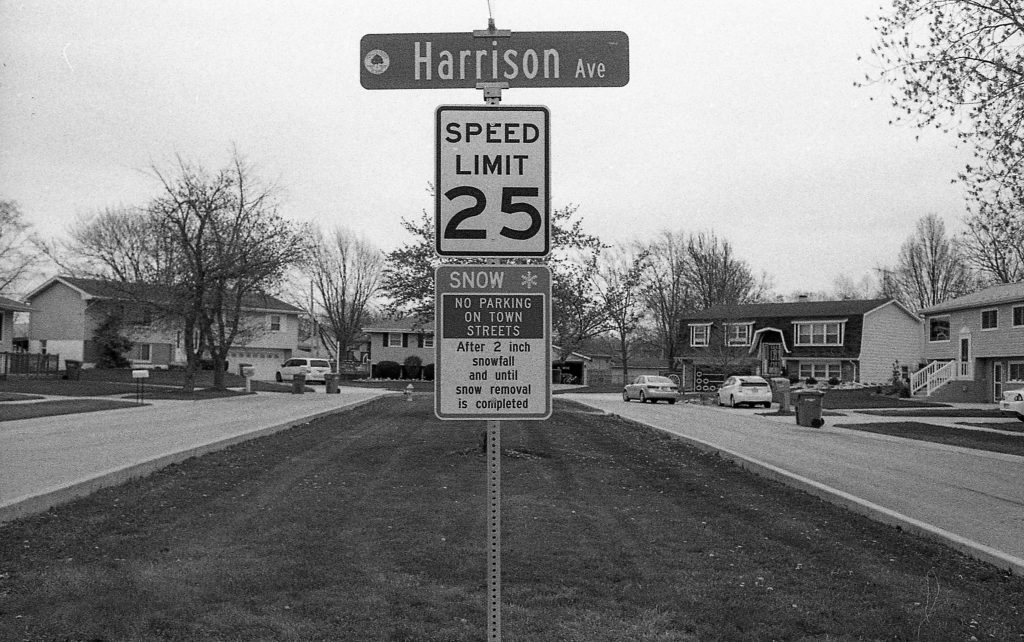 Harrison Ave
SPEED
LIMIT
25
SNOW
NO PARKING
ON TOWN
STREETS
After 2 inch
snowfall
and until
snow removal
is completed